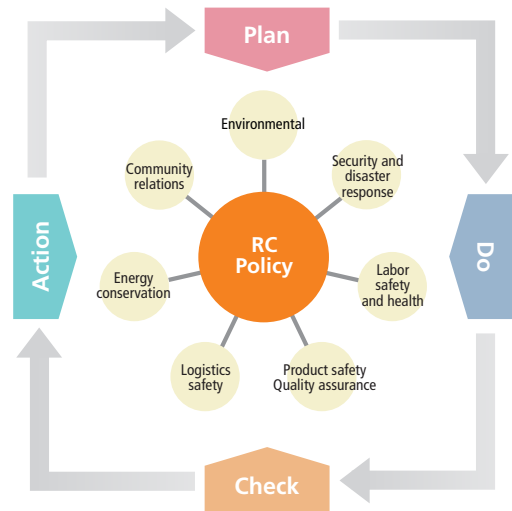 Plan
Environmental
Security and
disaster
response
Community
relations
RC
Policy
Action
Do
Energy
conservation
Labor
safety
and health
Logistics
safety
Product safety
Quality assurance
Check